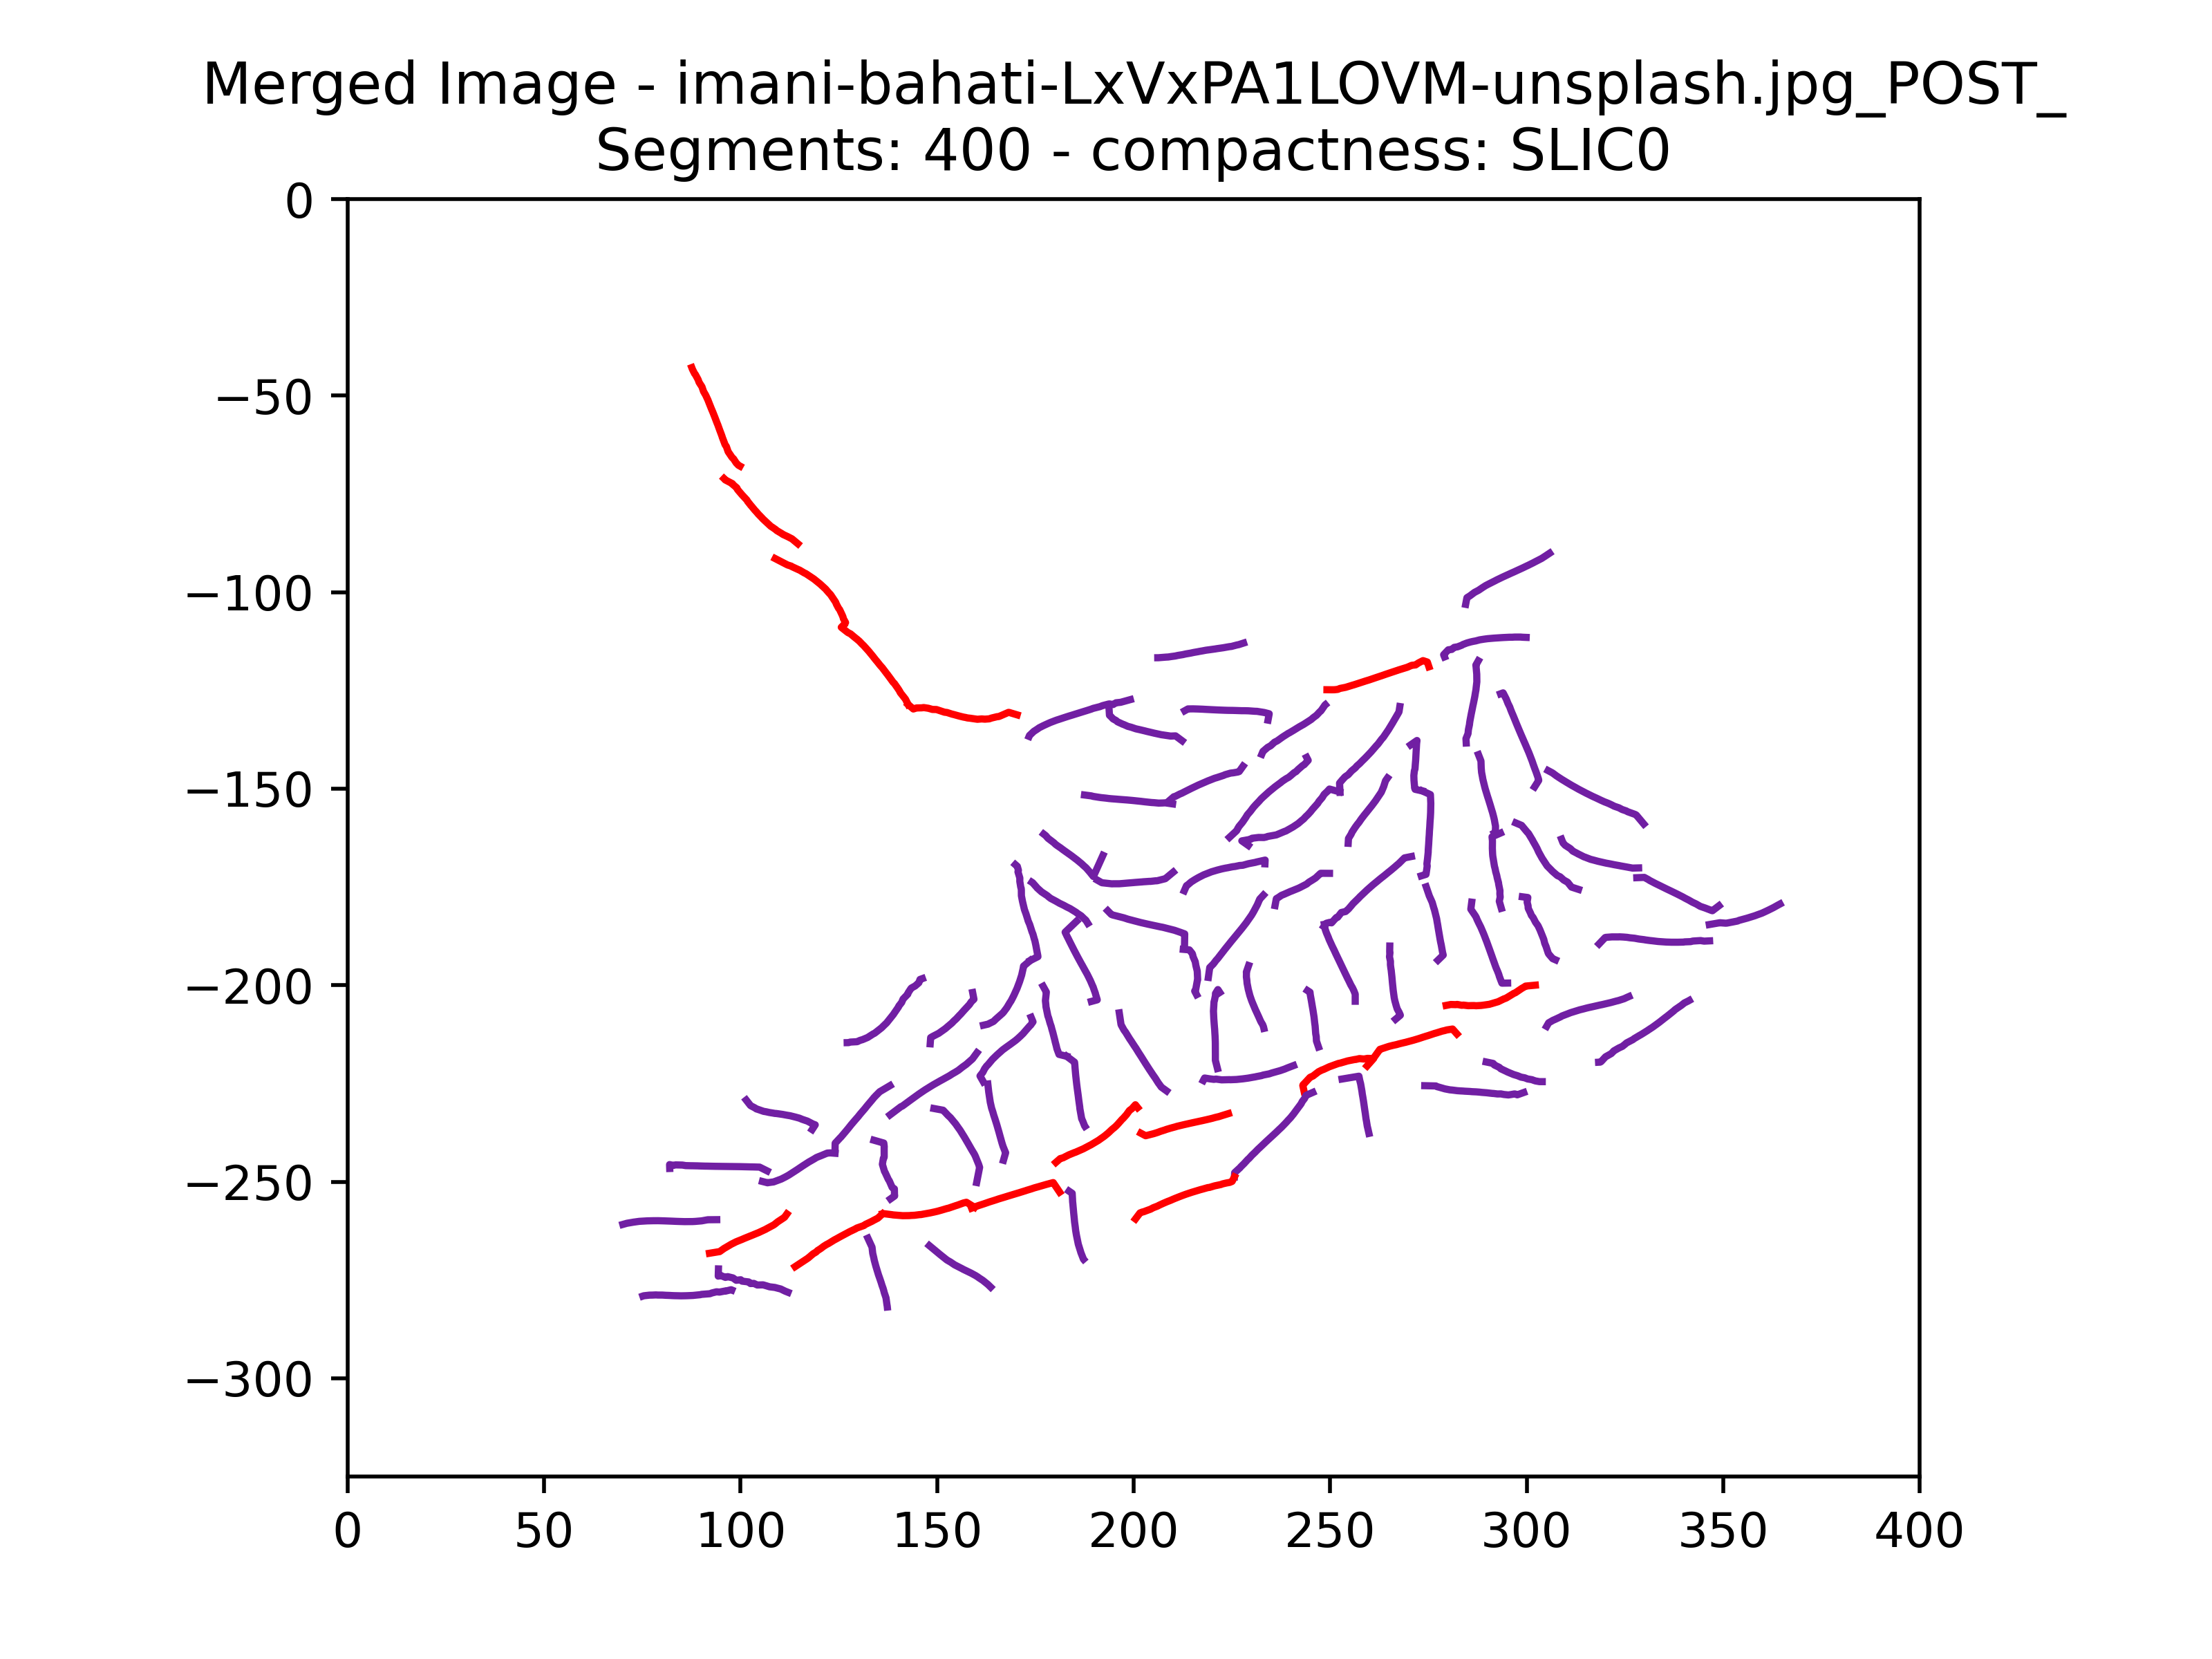 Merged Image - imani-bahati-LxVxPA1LOVM-unsplash.jpg_POST_
Segments: 400 - compactness: SLIC0
0
−50
−100
−150
−200
−250
−300
0 50 100 150 200 250 300 350 400